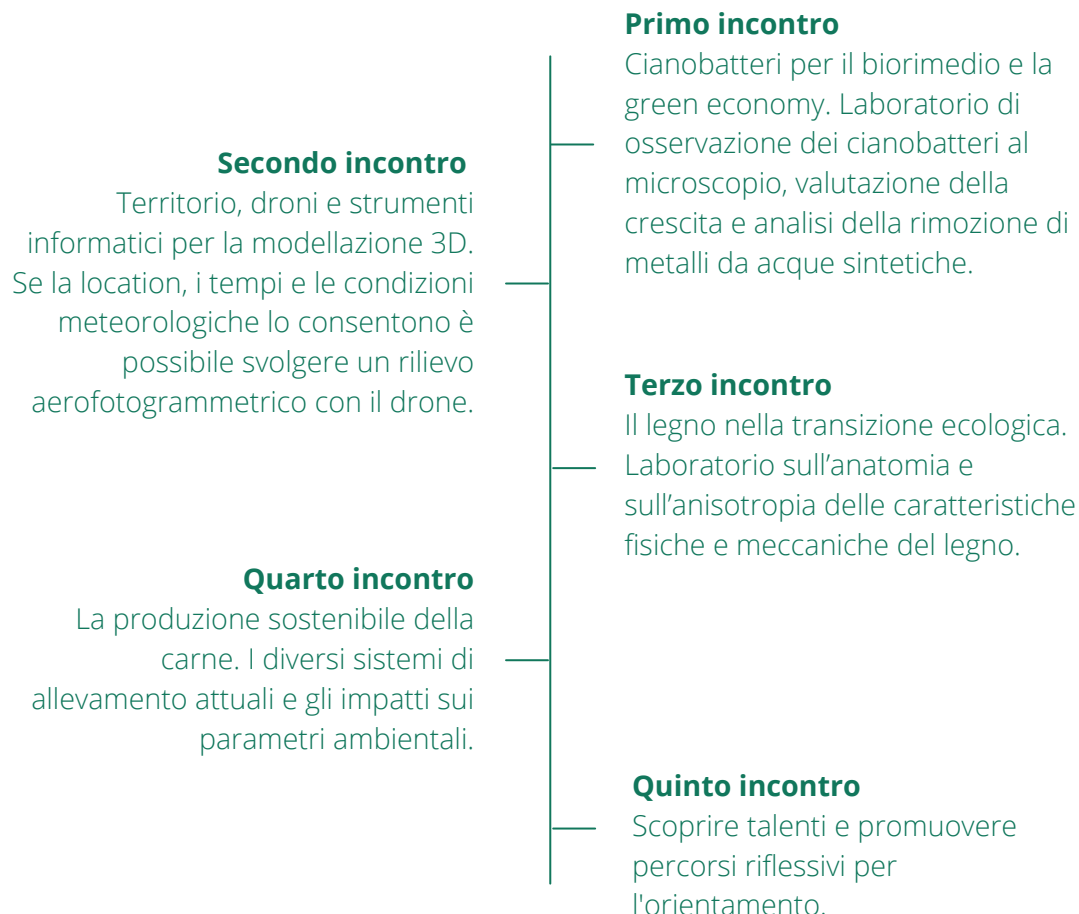 Primo incontro
Cianobatteri per il biorimedio e la
green economy. Laboratorio di
osservazione dei cianobatteri al
microscopio, valutazione della
crescita e analisi della rimozione di
metalli da acque sintetiche.
Secondo incontro
Territorio, droni e strumenti
informatici per la modellazione 3D.
Se la location, i tempi e le condizioni
meteorologiche lo consentono è
possibile svolgere un rilievo
aerofotogrammetrico con il drone.
Terzo incontro
Il legno nella transizione ecologica.
Laboratorio sull’anatomia e
sull’anisotropia delle caratteristiche
fisiche e meccaniche del legno.
Quarto incontro
La produzione sostenibile della
carne. I diversi sistemi di
allevamento attuali e gli impatti sui
parametri ambientali.
Quinto incontro
Scoprire talenti e promuovere
percorsi riflessivi per
l'orientamento.